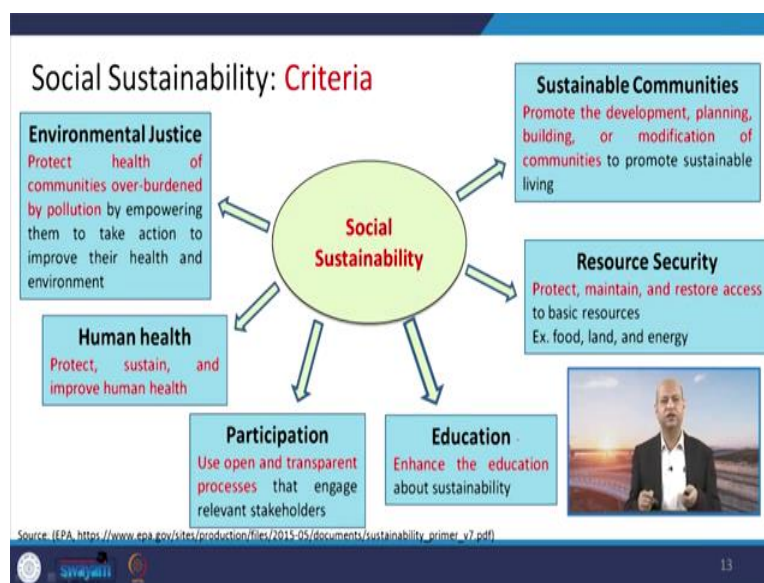 Social Sustainability: Criteria
Environmental Justice
Protect health of
communities over-burdened
by pollution by empowering
them to take action to
improve their health and
environment
Human health
Protect, sustain, and
improve human health
Participation
Use open and transparent
processes that engage
relevant stakeholders
Education
Enhance the education
about sustainability
Social
Sustainability
Sustainable Communities
Promote the development, planning,
building, or modification of
communities to promote sustainable
living
Resource Security
Protect, maintain, and restore access
to basic resources
Ex. food, land, and energy
Source: (EPA, https://www.epa.gov/sites/production/files/2015-05/documents/sustainability_primer_v7.pdf)
swayam
13